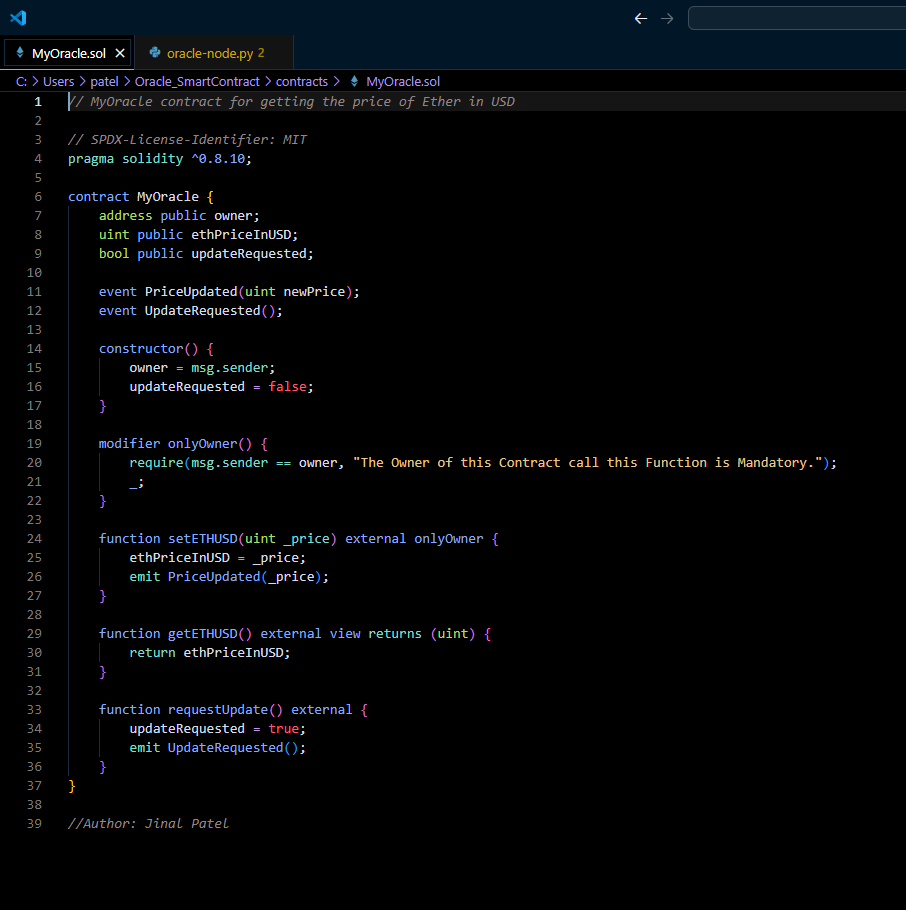 MyOracle.sol
oracle-node.py 2
C: > Users > patel > Oracle_SmartContract > contracts > MyOracle.sol
1 // MyOracle contract for getting the price of Ether in USD
2
3 // SPDX-License-Identifier: MIT
4 pragma solidity ^0.8.10;
5
6 contract MyOracle {
7     address public owner;
8     uint public ethPriceInUSD;
9     bool public updateRequested;
10
11     event PriceUpdated(uint newPrice);
12     event UpdateRequested();
13
14     constructor() {
15         owner = msg.sender;
16         updateRequested = false;
17     }
18
19     modifier onlyOwner() {
20         require(msg.sender == owner, "The Owner of this Contract call this Function is Mandatory.");
21         _;
22     }
23
24     function setETHUSD(uint _price) external onlyOwner {
25         ethPriceInUSD = _price;
26         emit PriceUpdated(_price);
27     }
28
29     function getETHUSD() external view returns (uint) {
30         return ethPriceInUSD;
31     }
32
33     function requestUpdate() external {
34         updateRequested = true;
35         emit UpdateRequested();
36     }
37 }
38
39 //Author: Jinal Patel